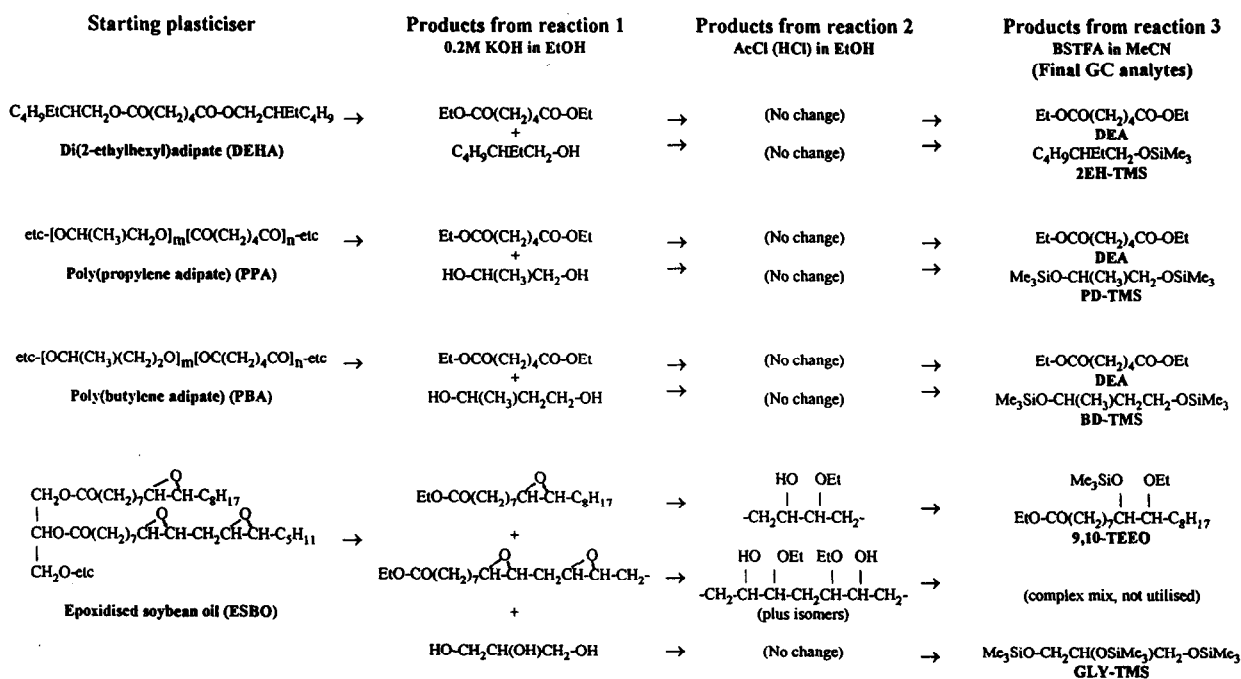 Starting plasticiser
Products from reaction 1
0.2M KOH in EtOH
Products from reaction 2
AcCl (HCl) in EtOH
Products from reaction 3
BSTFA in MeCN
(Final GC analytes)
C₄H₉EtCHCH₂O-CO(CH₂)₄CO-OCH₂CHEtC₄H₉ →
Di(2-ethylhexyl)adipate (DEHA)
EtO-CO(CH₂)₄CO-OEt → (No change) → Et-OCO(CH₂)₄CO-OEt
+
DEA
C₄H₉CHEtCH₂-OH → (No change) → C₄H₉CHEtCH₂-OSiMe₃
2EH-TMS
etc-[OCH(CH₃)CH₂O]m[CO(CH₂)₄CO]n-etc →
Poly(propylene adipate) (PPA)
Et-OCO(CH₂)₄CO-OEt → (No change) → Et-OCO(CH₂)₄CO-OEt
+
DEA
HO-CH(CH₃)CH₂-OH → (No change) → Me₃SiO-CH(CH₃)CH₂-OSiMe₃
PD-TMS
etc-[OCH(CH₃)(CH₂)₂O]m[OC(CH₂)₄CO]n-etc →
Poly(butylene adipate) (PBA)
Et-OCO(CH₂)₄CO-OEt → (No change) → Et-OCO(CH₂)₄CO-OEt
+
DEA
HO-CH(CH₃)CH₂CH₂-OH → (No change) → Me₃SiO-CH(CH₃)CH₂CH₂-OSiMe₃
BD-TMS
O
CH₂O-CO(CH₂)₇CH-CH-C₈H₁₇
O O
CHO-CO(CH₂)₇CH-CH-CH₂CH-CH-C₅H₁₁ →
CH₂O-etc
Epoxidised soybean oil (ESBO)
O
EtO-CO(CH₂)₇CH-CH-C₈H₁₇ →
+
O O
EtO-CO(CH₂)₇CH-CH-CH₂CH-CH-CH₂- →
+
HO-CH₂CH(OH)CH₂-OH → (No change) → Me₃SiO-CH₂CH(OSiMe₃)CH₂-OSiMe₃
GLY-TMS
HO OEt
-CH₂CH-CH-CH₂- →
HO OEt EtO OH
-CH₂-CH-CH-CH₂CH-CH-CH₂- →
(plus isomers)
Me₃SiO OEt
EtO-CO(CH₂)₇CH-CH-C₈H₁₇
9,10-TEEO
(complex mix, not utilised)